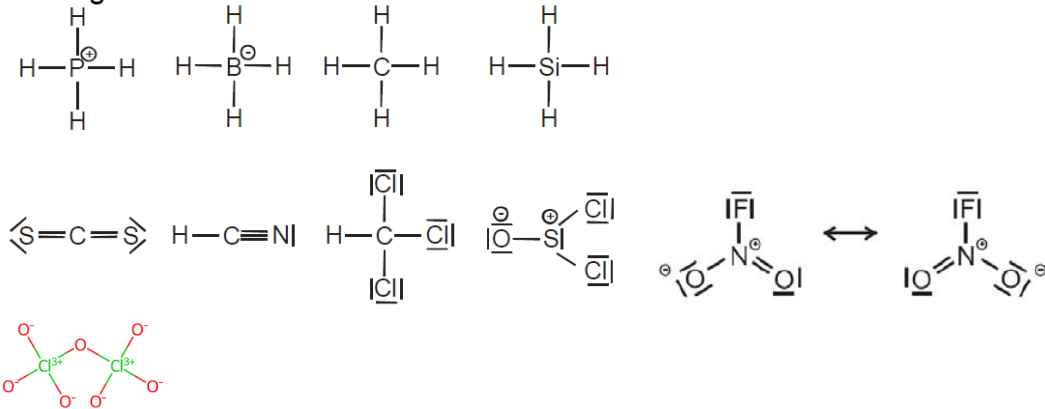 H H H H
H P ⊕ H H B ⊖ H H C H H Si H
H H H H
Cl
Cl F F
⊖ ⊕
S C S H C N H C Cl O S
N ⊕ N ⊕
Cl ⊖ O O O O ⊖
Cl
O⁻ O O⁻
Cl³⁺ Cl³⁺
O⁻ O⁻
O⁻ O⁻